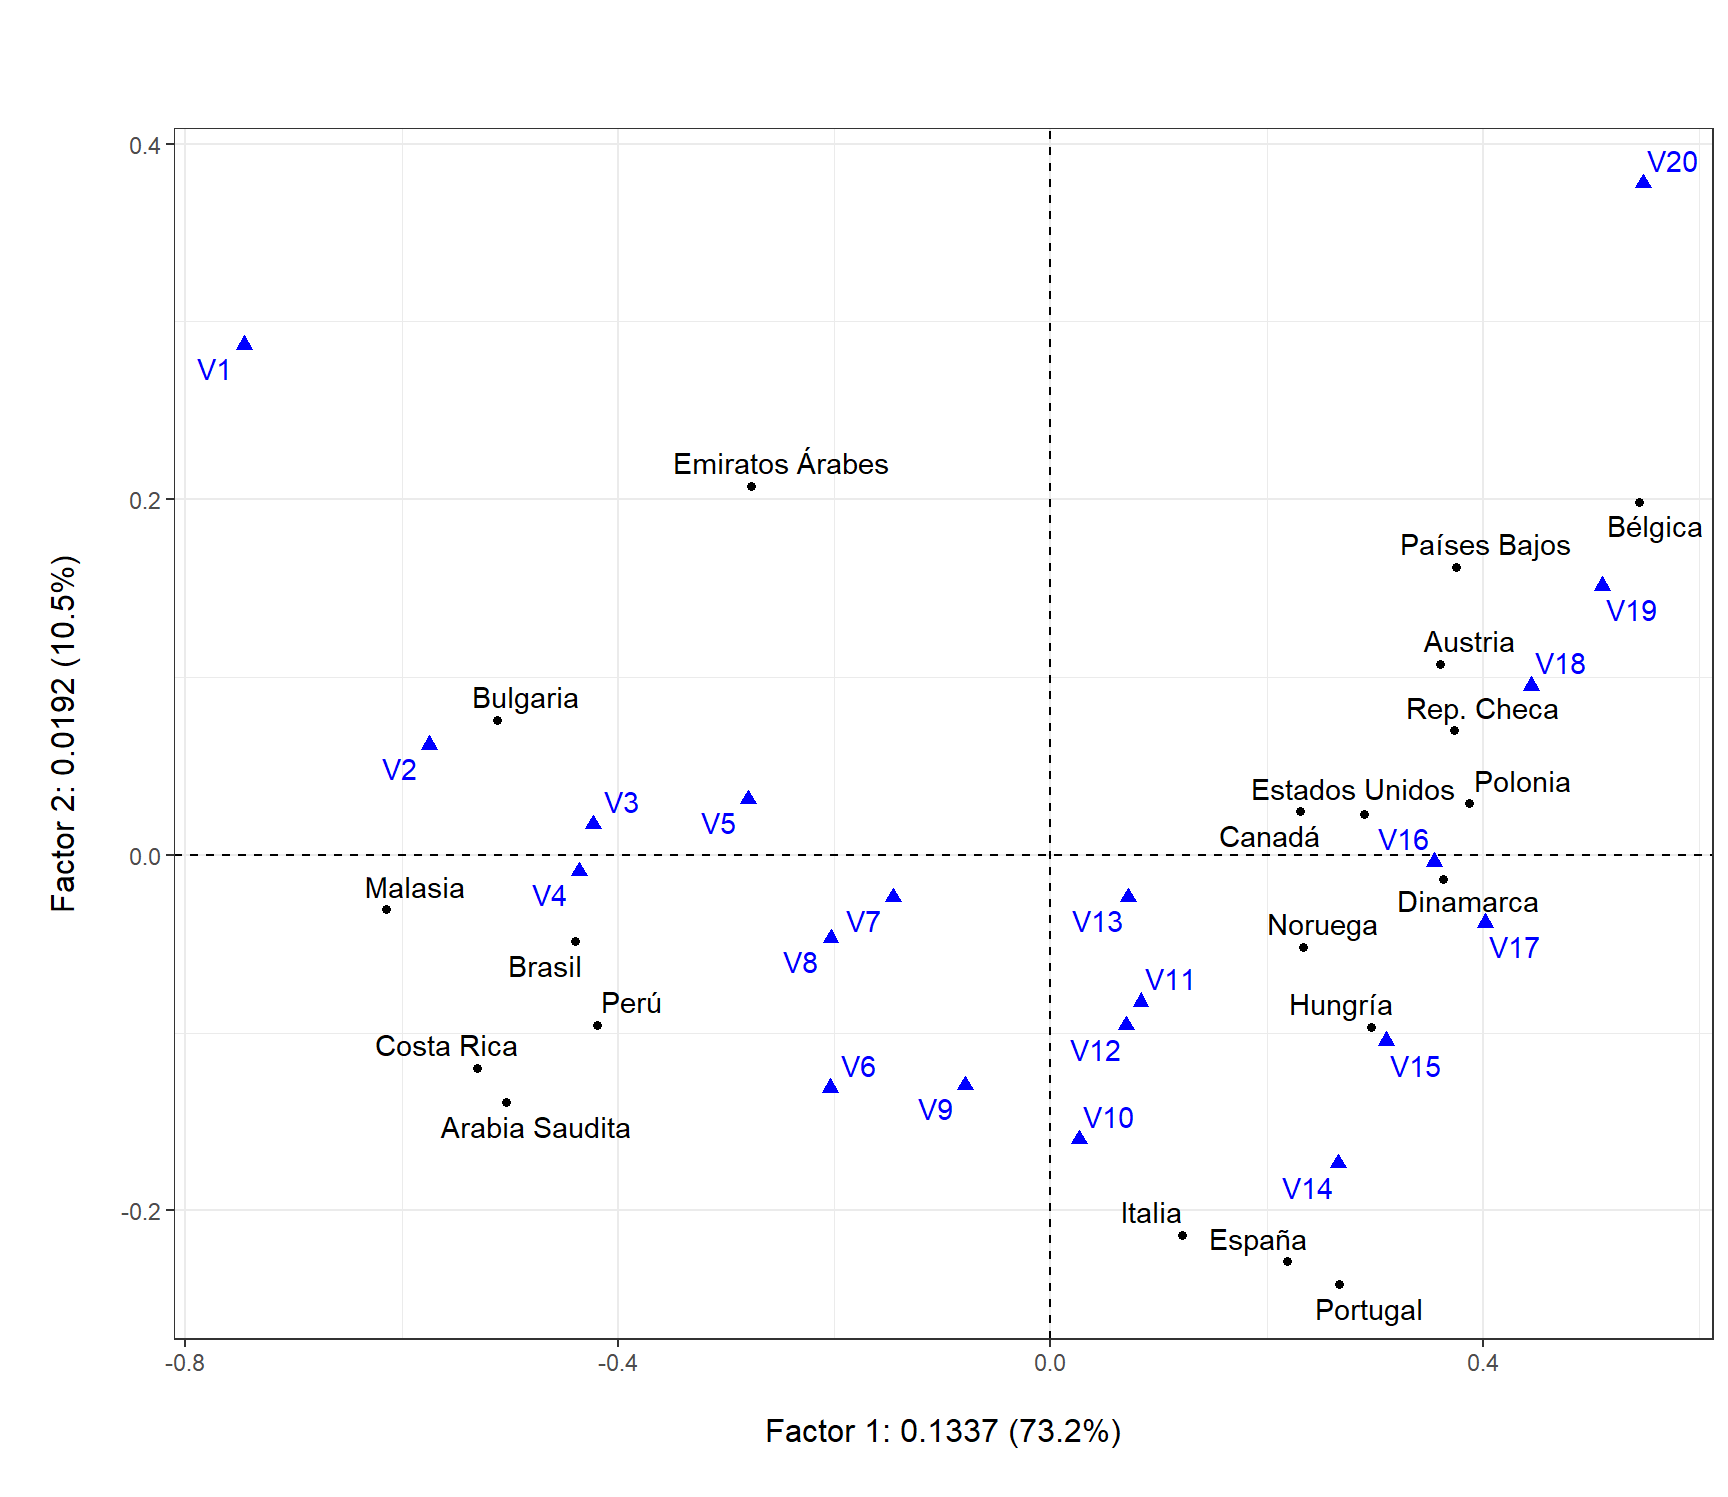 0.4
V20
V1
Emiratos Árabes
0.2
Bélgica
Países Bajos
V19
Austria
V18
Bulgaria
Rep. Checa
V2
V3
V5
Polonia
Estados Unidos
Canadá
V16
0.0
Malasia
V4
Dinamarca
V7
V13
Noruega
V17
V8
Brasil
V11
Perú
Hungría
Costa Rica
V12
V6
V15
V9
V10
Arabia Saudita
V14
-0.2
Italia
España
Portugal
-0.8
-0.4
0.0
0.4
Factor 1: 0.1337 (73.2%)
Factor 2: 0.0192 (10.5%)